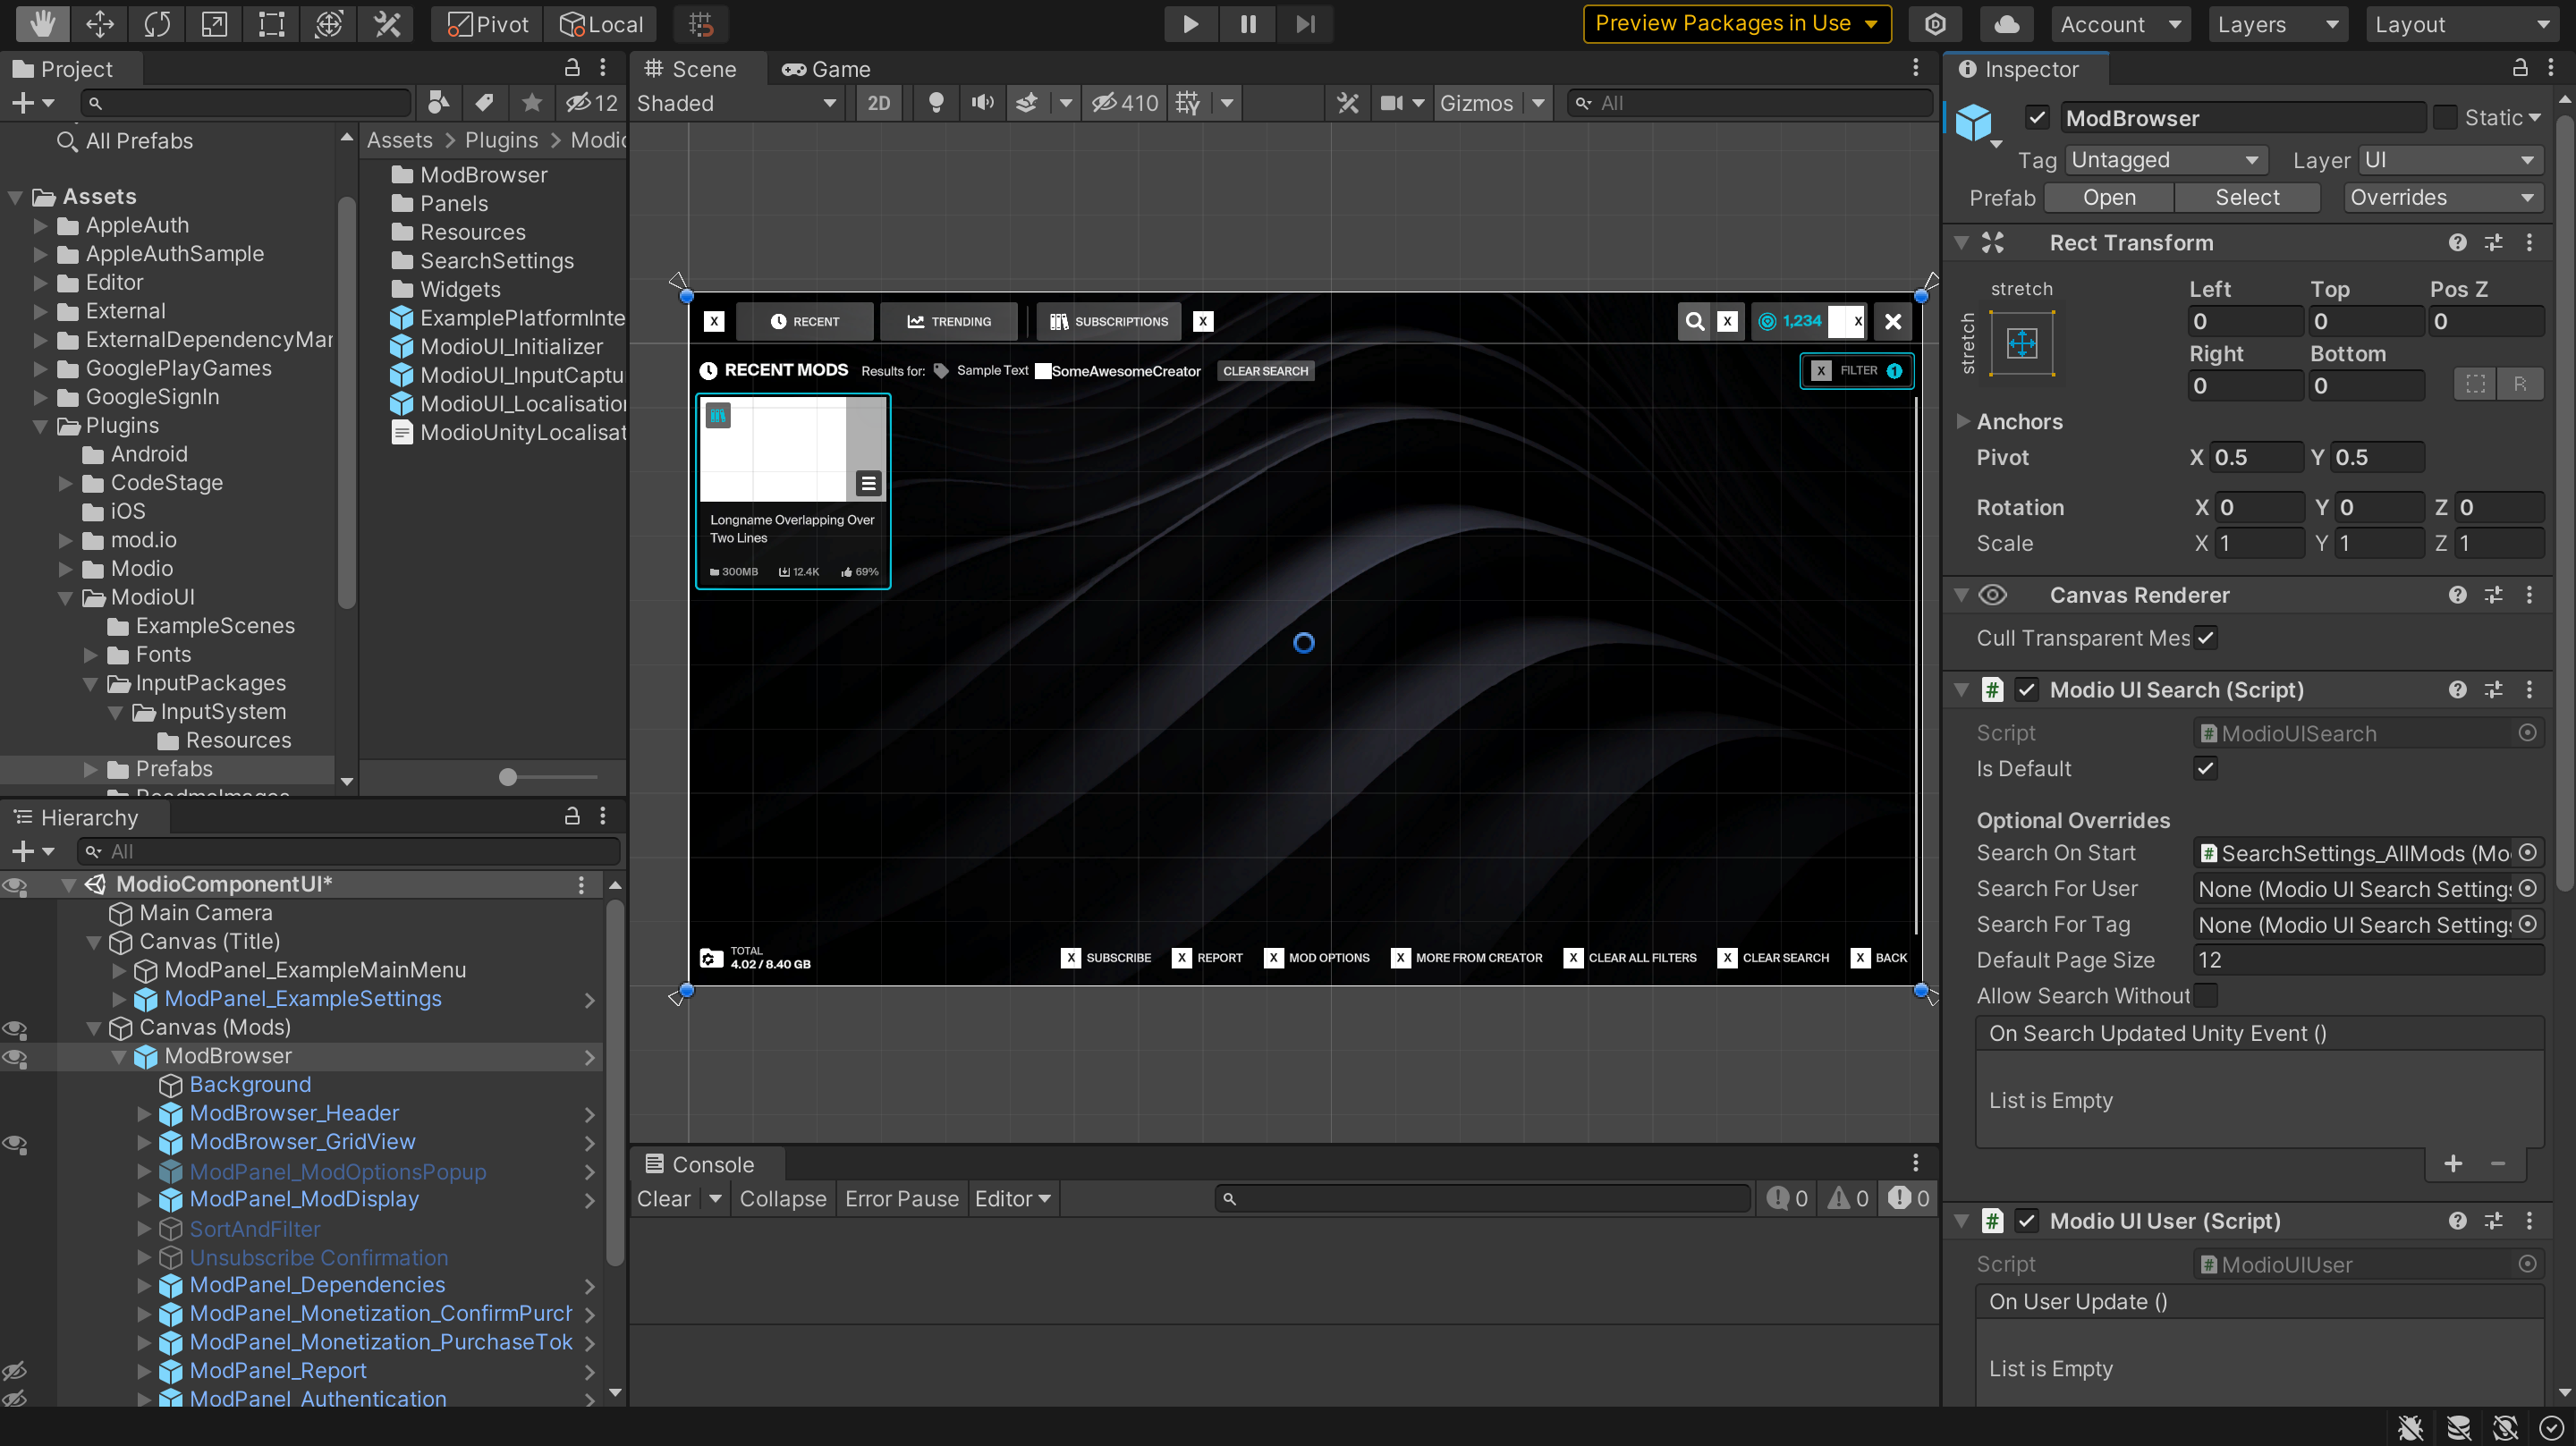 Pivot
Local
Preview Packages in Use
Account
Layers
Layout
Project
12
All Prefabs
Assets
AppleAuth
AppleAuthSample
Editor
External
ExternalDependencyMar
GooglePlayGames
GoogleSignIn
Plugins
Android
CodeStage
iOS
mod.io
Modio
ModioUI
ExampleScenes
Fonts
InputPackages
InputSystem
Resources
Prefabs
Assets > Plugins > Modio
ModBrowser
Panels
Resources
SearchSettings
Widgets
ExamplePlatformInte
ModioUI_Initializer
ModioUI_InputCaptu
ModioUI_Localisation
ModioUnityLocalisat
Hierarchy
All
ModioComponentUI*
Main Camera
Canvas (Title)
ModPanel_ExampleMainMenu
ModPanel_ExampleSettings
Canvas (Mods)
ModBrowser
Background
ModBrowser_Header
ModBrowser_GridView
ModPanel_ModOptionsPopup
ModPanel_ModDisplay
SortAndFilter
Unsubscribe Confirmation
ModPanel_Dependencies
ModPanel_Monetization_ConfirmPurch
ModPanel_Monetization_PurchaseTok
ModPanel_Report
ModPanel_Authentication
Scene
Game
Shaded
2D
410
Gizmos
All
X
RECENT
TRENDING
SUBSCRIPTIONS
X
X
1,234
X
RECENT MODS
Results for:
Sample Text
SomeAwesomeCreator
CLEAR SEARCH
X FILTER 1
Longname Overlapping Over
Two Lines
300MB 12.4K 69%
TOTAL
4.02 / 8.40 GB
X SUBSCRIBE
X REPORT
X MOD OPTIONS
X MORE FROM CREATOR
X CLEAR ALL FILTERS
X CLEAR SEARCH
X BACK
Console
Clear
Collapse
Error Pause
Editor
0
0
0
Inspector
ModBrowser
Static
Tag Untagged
Layer UI
Prefab Open Select Overrides
Rect Transform
stretch
stretch
Left Top Pos Z
0 0 0
Right Bottom
0 0
R
Anchors
Pivot X 0.5 Y 0.5
Rotation X 0 Y 0 Z 0
Scale X 1 Y 1 Z 1
Canvas Renderer
Cull Transparent Mes
# Modio UI Search (Script)
Script # ModioUISearch
Is Default
Optional Overrides
Search On Start # SearchSettings_AllMods (Mo
Search For User None (Modio UI Search Settings
Search For Tag None (Modio UI Search Settings
Default Page Size 12
Allow Search Without
On Search Updated Unity Event ()
List is Empty
# Modio UI User (Script)
Script # ModioUIUser
On User Update ()
List is Empty